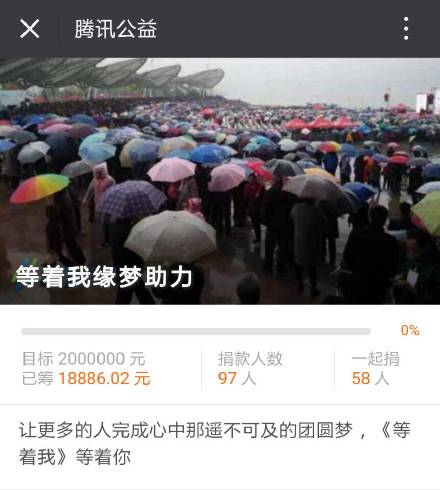 腾讯公益
等着我缘梦助力
0%
目标 2000000 元
已筹 18886.02 元
捐款人数
97 人
一起捐
58 人
让更多的人完成心中那遥不可及的团圆梦，《等
着我》等着你